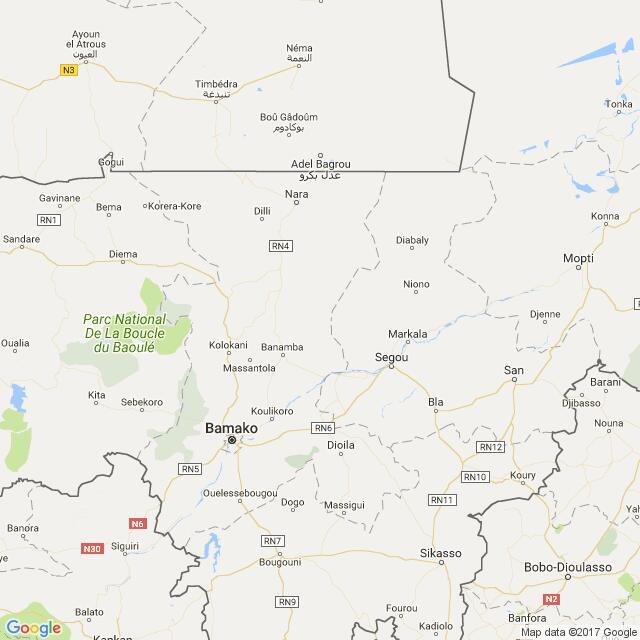 Ayoun
el Atrous
العيون
N3
Néma
النعمة
Timbédra
تنبدغة
Tonka
Boû Gâdoûm
بوكادوم
Gogui
Adel Bagrou
عدل بكرو
Gavinane
Bema
Korera-Kore
Nara
RN1
Dilli
Konna
Sandare
Diema
RN4
Diabaly
Mopti
Niono
Parc National
De La Boucle
du Baoulé
Djenne
Markala
Oualia
Kolokani
Banamba
Massantola
Segou
San
Kita
Sebekoro
Koulikoro
Bla
Barani
Djibasso
Bamako
RN6
Nouna
Dioila
RN12
RN5
RN10
Koury
Ouelessebougou
Dogo
Massigui
RN11
Banora
N6
N30
Siguiri
RN7
Bougouni
Sikasso
Bobo-Dioulasso
RN9
N2
Balato
Fourou
Kadiolo
Banfora
Kankan
Google
Map data ©2017 Google